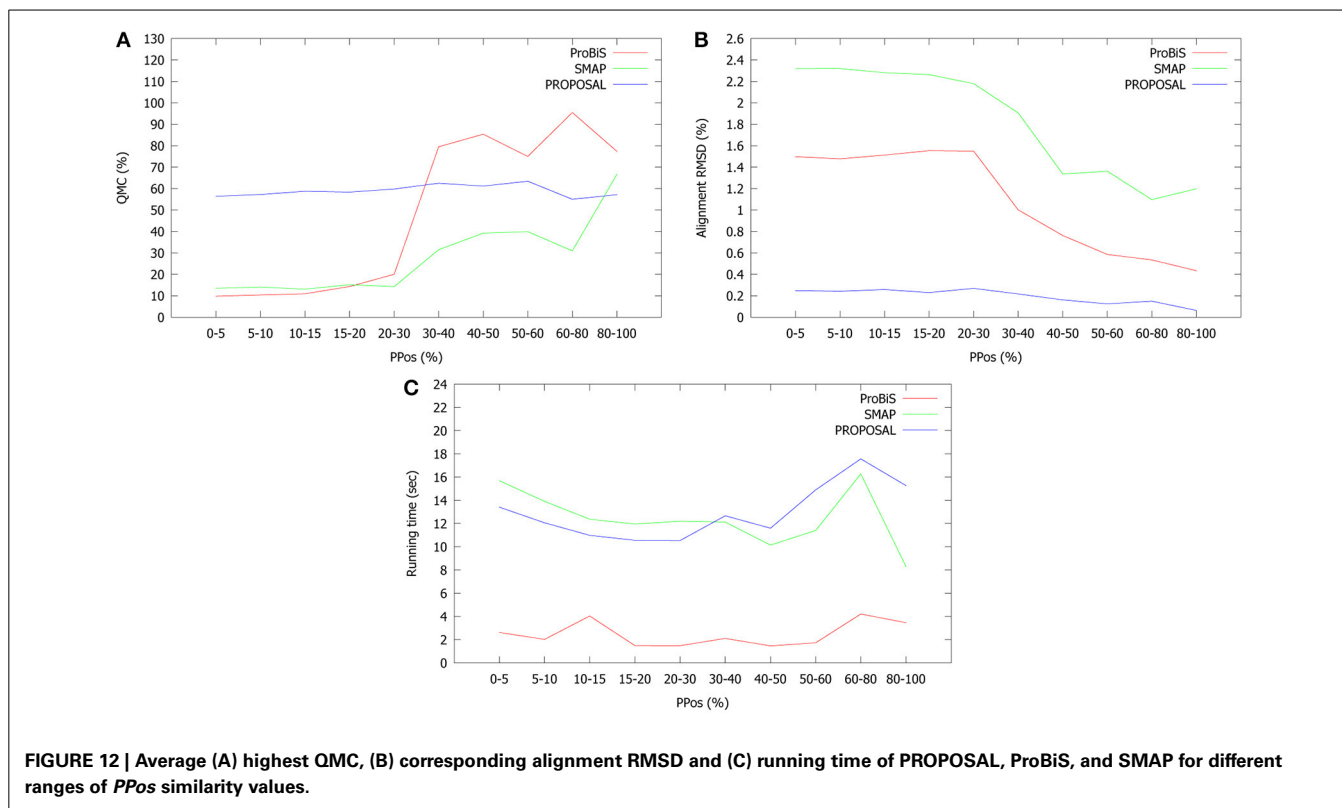 A
130
120
110
100
90
80
70
60
50
40
30
20
10
0
QMC (%)
ProBiS
SMAP
PROPOSAL
0-5 5-10 10-15 15-20 20-30 30-40 40-50 50-60 60-80 80-100
PPos (%)
B
2.6
2.4
2.2
2
1.8
1.6
1.4
1.2
1
0.8
0.6
0.4
0.2
0
Alignment RMSD (%)
ProBiS
SMAP
PROPOSAL
0-5 5-10 10-15 15-20 20-30 30-40 40-50 50-60 60-80 80-100
PPos (%)
C
24
22
20
18
16
14
12
10
8
6
4
2
0
Running time (sec)
ProBiS
SMAP
PROPOSAL
0-5 5-10 10-15 15-20 20-30 30-40 40-50 50-60 60-80 80-100
PPos (%)
FIGURE 12 | Average (A) highest QMC, (B) corresponding alignment RMSD and (C) running time of PROPOSAL, ProBiS, and SMAP for different
ranges of PPos similarity values.